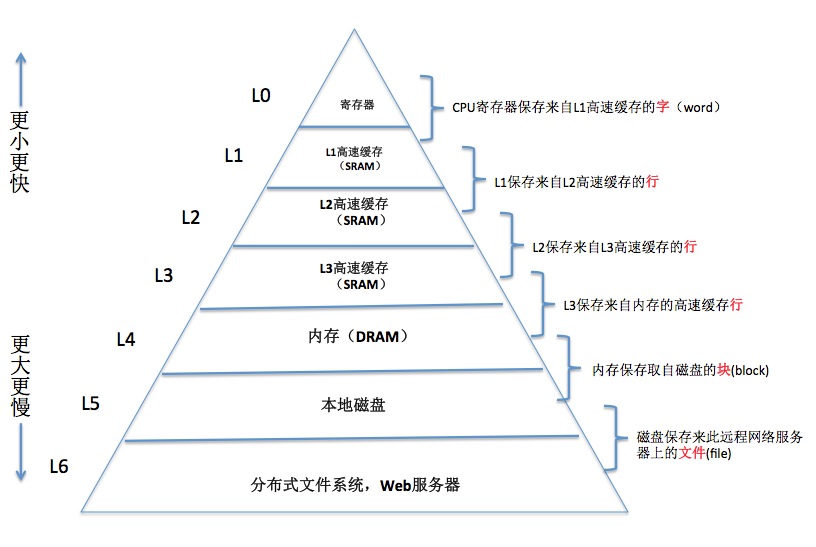 L0
寄存器
CPU寄存器保存来自L1高速缓存的字（word）
更小更快
L1
L1高速缓存
（SRAM）
L1保存来自L2高速缓存的行
L2
L2高速缓存
（SRAM）
L2保存来自L3高速缓存的行
L3
L3高速缓存
（SRAM）
L3保存来自内存的高速缓存行
L4
内存（DRAM）
内存保存取自磁盘的块(block)
更大更慢
L5
本地磁盘
磁盘保存来此远程网络服务
器上的文件(file)
L6
分布式文件系统，Web服务器